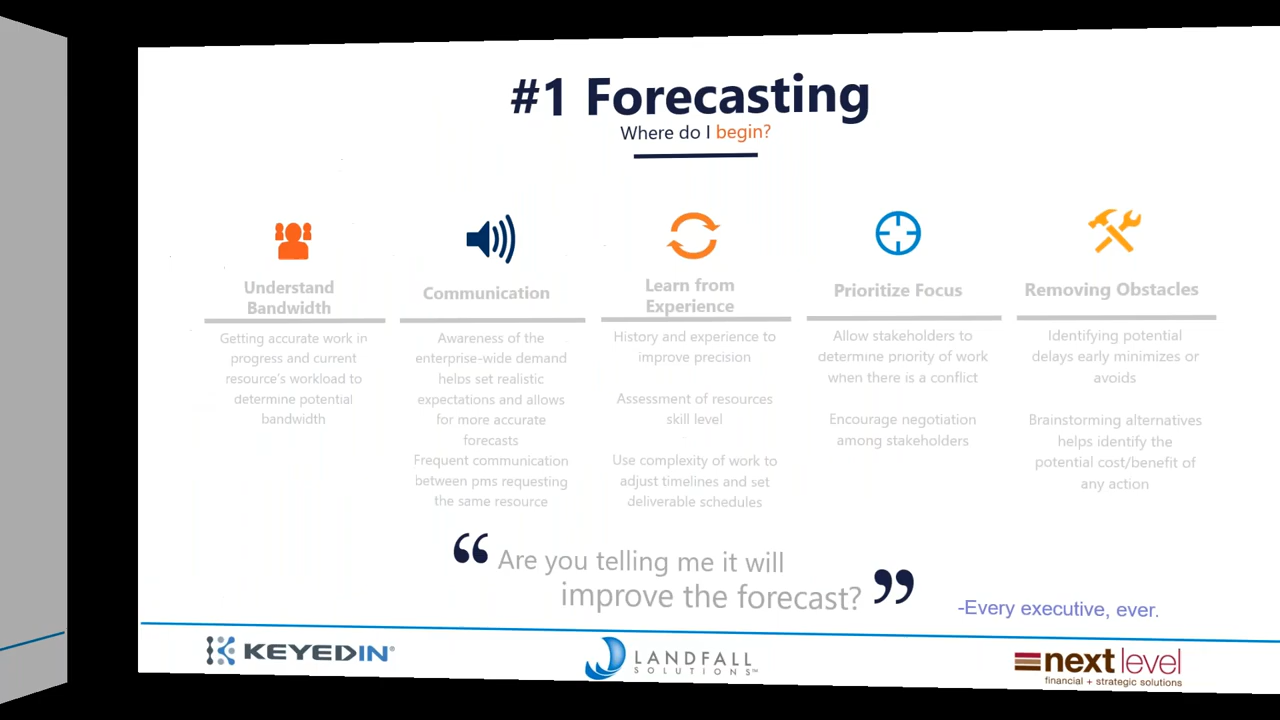 #1 Forecasting
Where do I begin?
Understand
Bandwidth
Getting accurate work in
progress and current
resource's workload to
determine potential
bandwidth
Communication
Awareness of the
enterprise-wide demand
helps set realistic
expectations and allows
for more accurate
forecasts
Frequent communication
between pms requesting
the same resource
Learn from
Experience
History and experience to
improve precision
Assessment of resources
skill level
Use complexity of work to
adjust timelines and set
deliverable schedules
Prioritize Focus
Allow stakeholders to
determine priority of work
when there is a conflict
Encourage negotiation
among stakeholders
Removing Obstacles
Identifying potential
delays early minimizes or
avoids
Brainstorming alternatives
helps identify the
potential cost/benefit of
any action
“Are you telling me it will
improve the forecast?”
-Every executive, ever.
KEYEDIN®
LANDFALL
SOLUTIONS™
next level
financial + strategic solutions